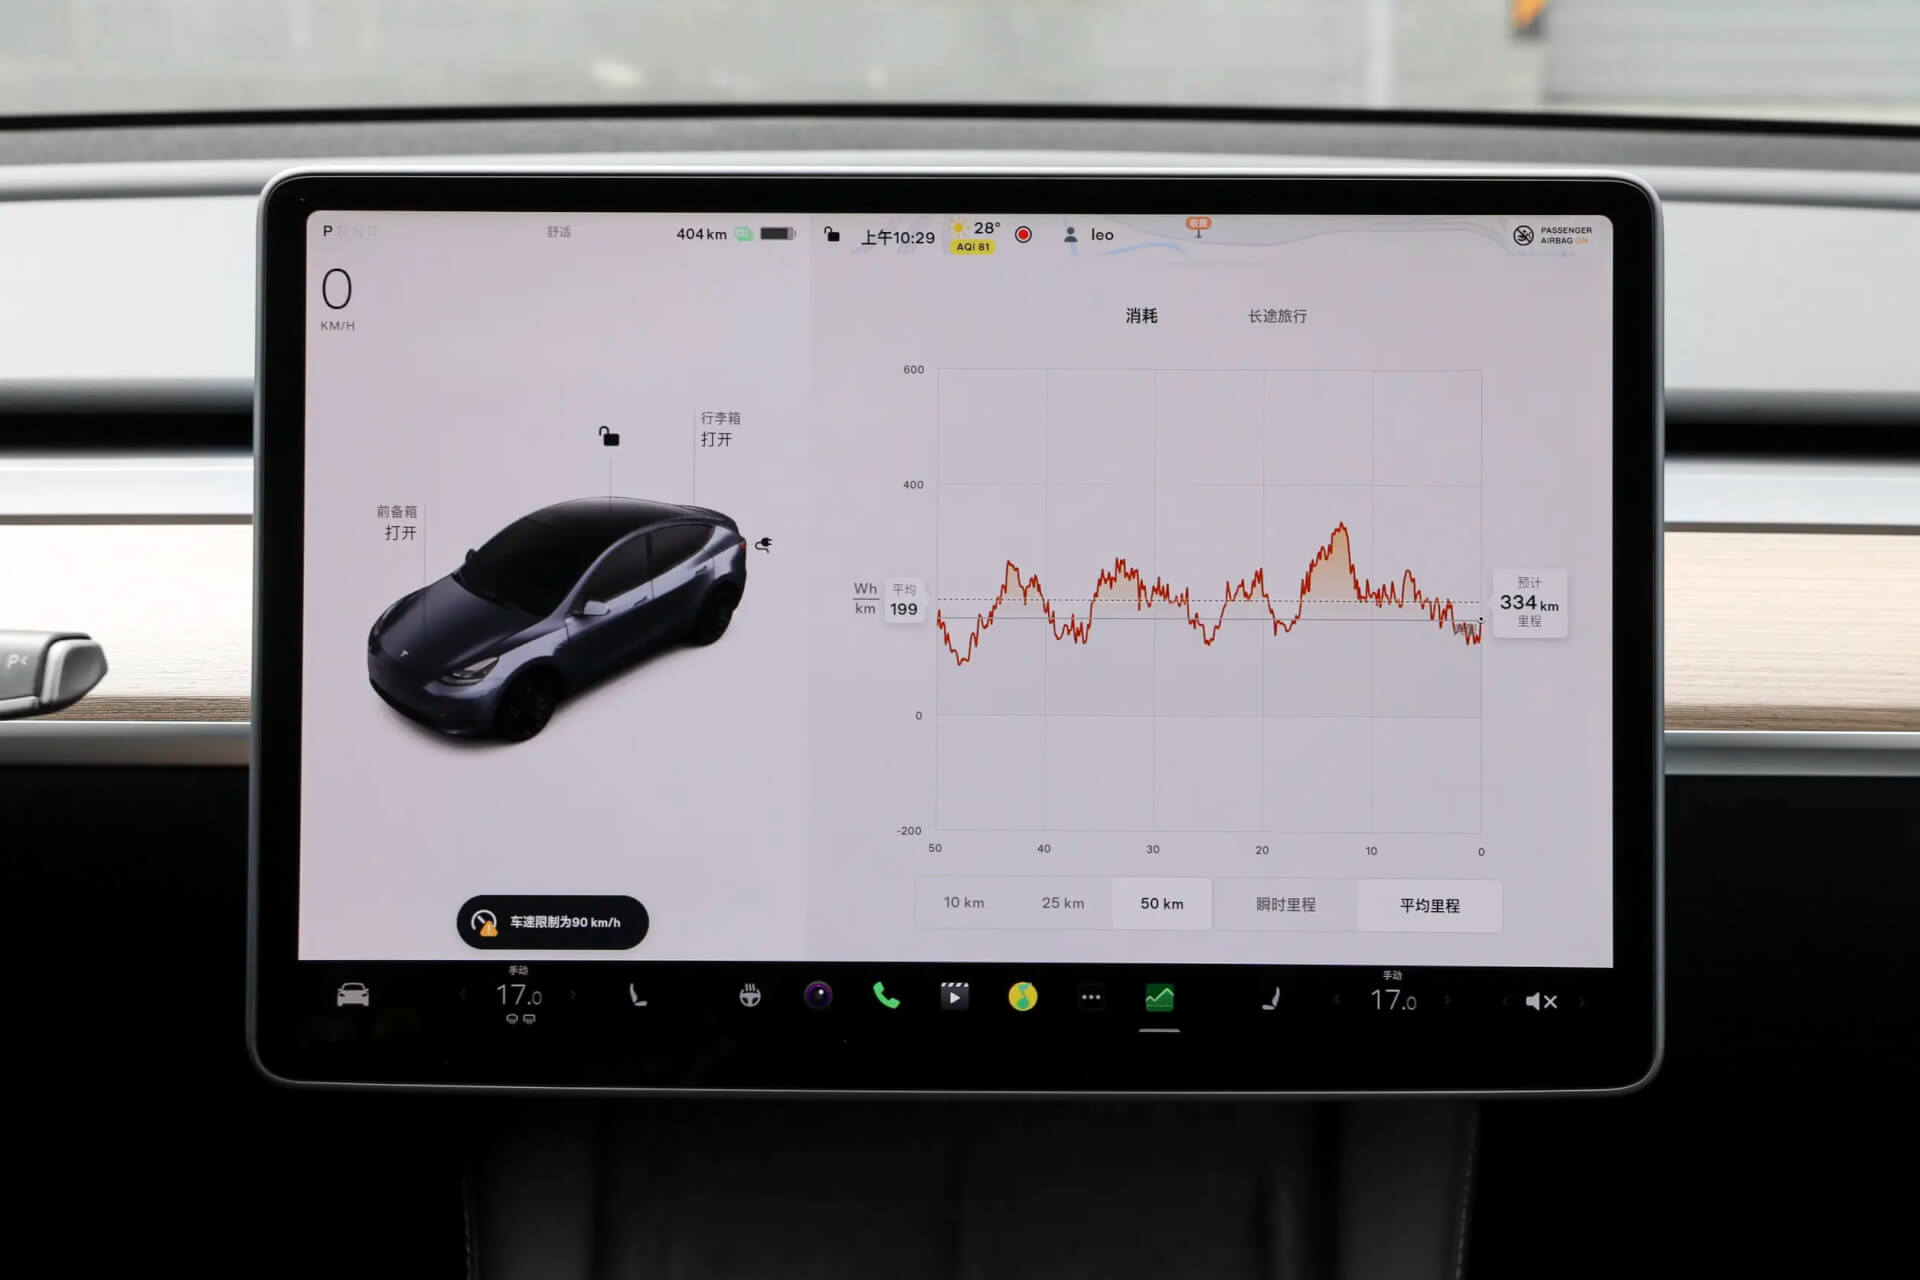 PRND
舒适
404 km
上午10:29
28°
AQI 81
leo
收费
PASSENGER
AIRBAG ON
0
KM/H
消耗
长途旅行
行李箱
打开
前备箱
打开
600
400
0
-200
Wh
km
平均
199
预计
334 km
里程
50
40
30
20
10
0
10 km
25 km
50 km
瞬时里程
平均里程
车速限制为90 km/h
手动
17.0
手动
17.0
P<